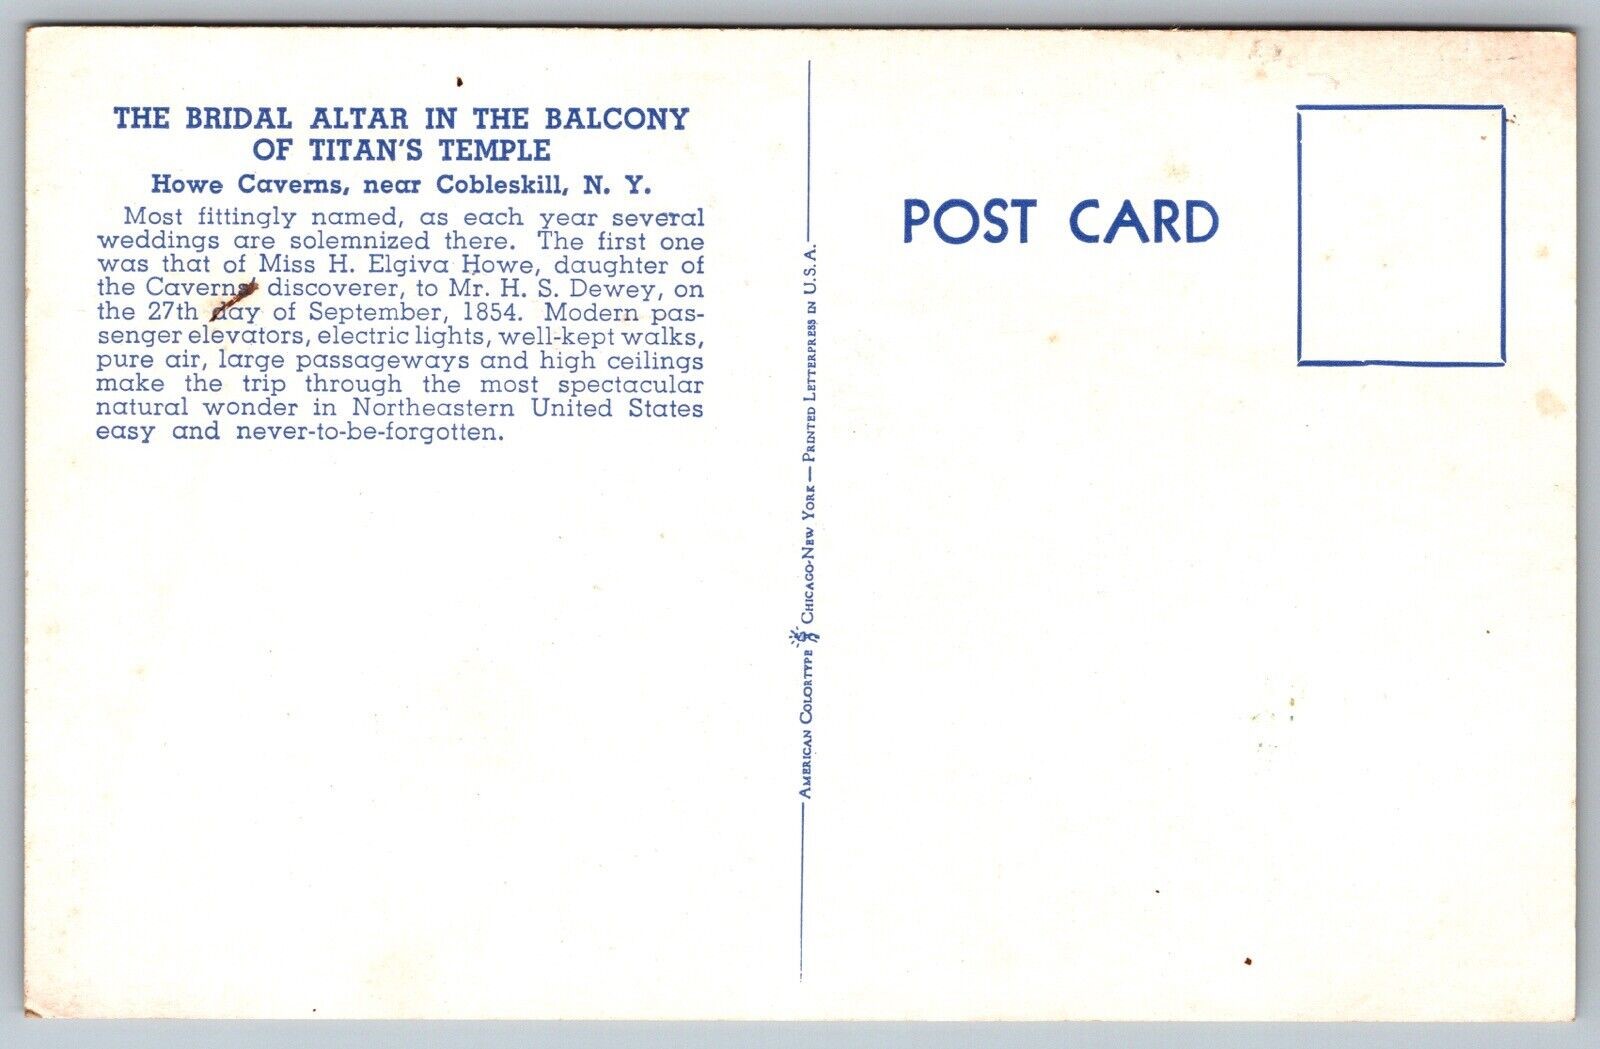 THE BRIDAL ALTAR IN THE BALCONY
OF TITAN'S TEMPLE
Howe Caverns, near Cobleskill, N. Y.
Most fittingly named, as each year several
weddings are solemnized there. The first one
was that of Miss H. Elgiva Howe, daughter of
the Caverns' discoverer, to Mr. H. S. Dewey, on
the 27th day of September, 1854. Modern pas-
senger elevators, electric lights, well-kept walks,
pure air, large passageways and high ceilings
make the trip through the most spectacular
natural wonder in Northeastern United States
easy and never-to-be-forgotten.
AMERICAN COLORTYPE CHICAGO-NEW YORK — PRINTED LETTERPRESS IN U.S.A.
POST CARD